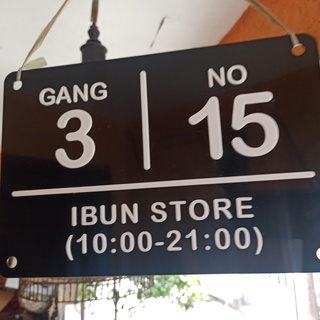 GANG NO
3 15
IBUN STORE
(10:00-21:00)